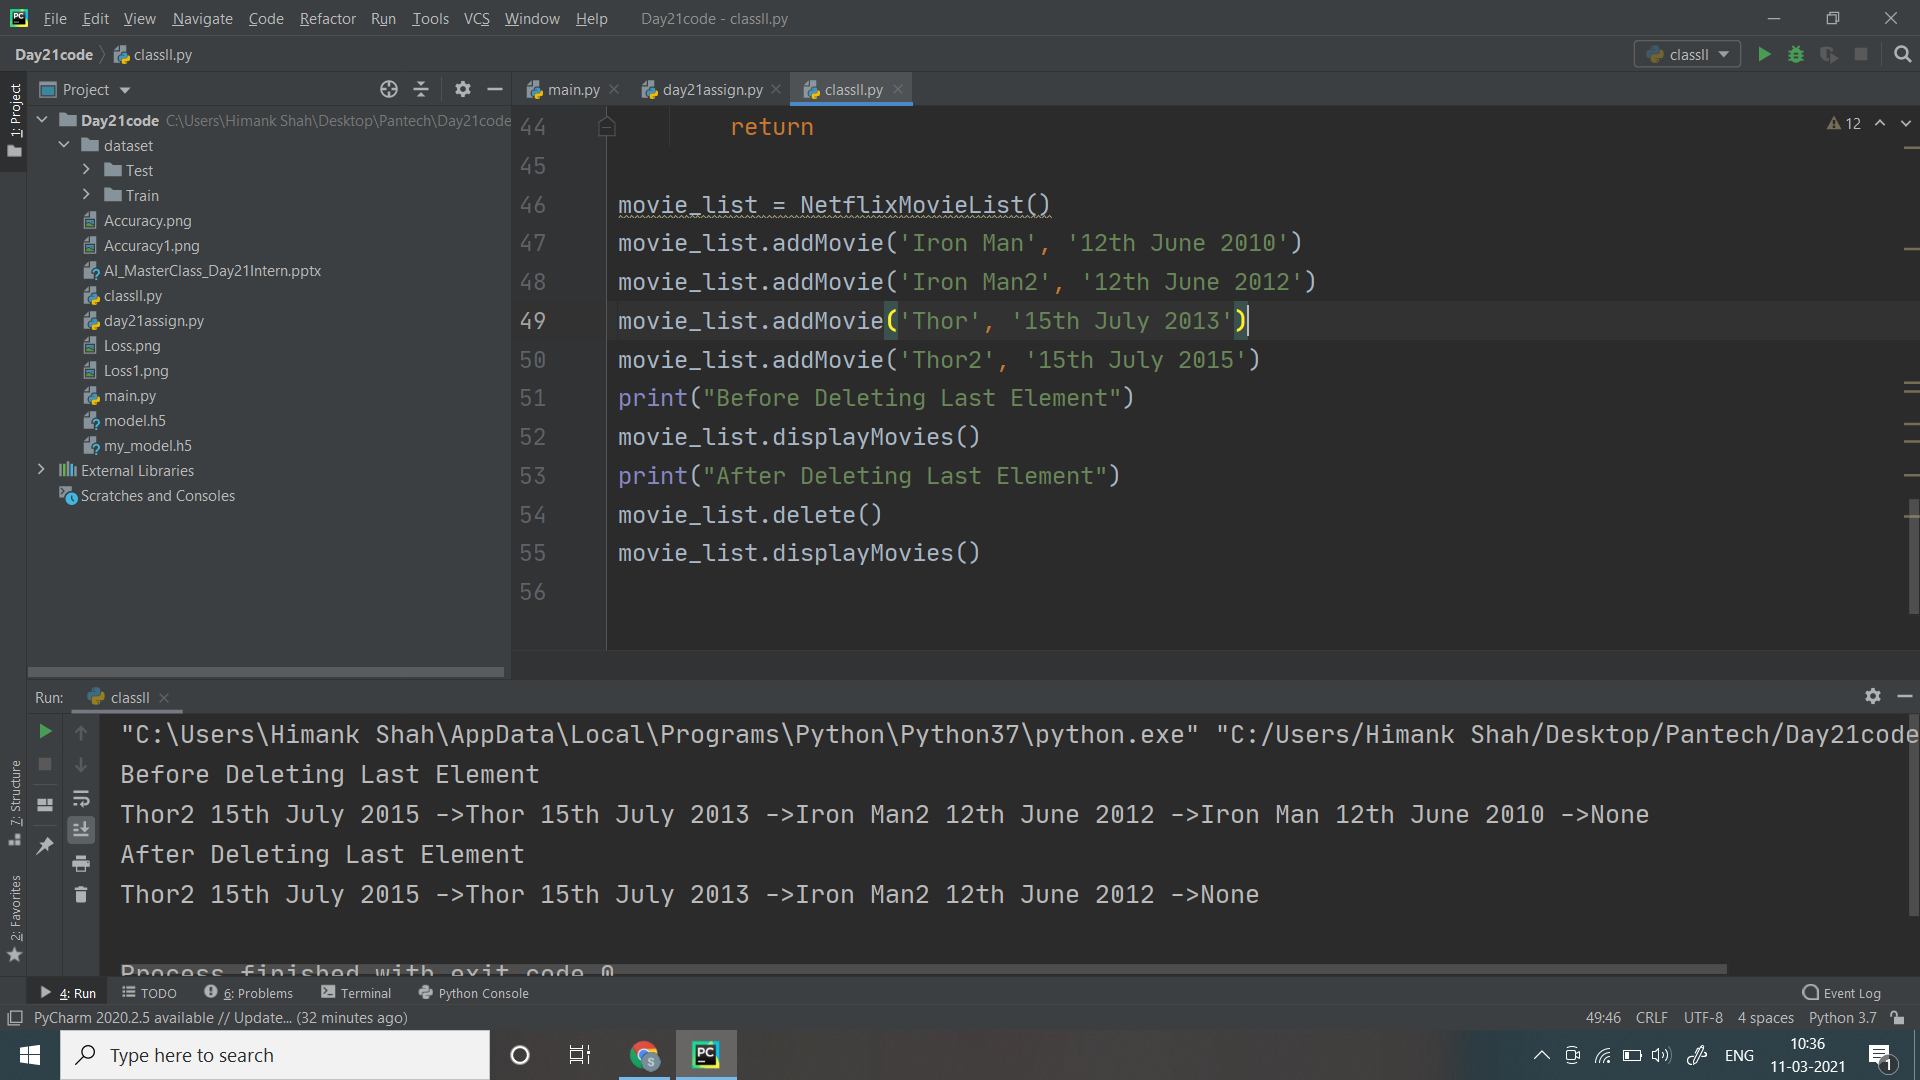 File Edit View Navigate Code Refactor Run Tools VCS Window Help Day21code - classll.py
Day21code classll.py
classll
1: Project
Project
main.py day21assign.py classll.py
Day21code C:\Users\Himank Shah\Desktop\Pantech\Day21code
dataset
Test
Train
Accuracy.png
Accuracy1.png
AI_MasterClass_Day21Intern.pptx
classll.py
day21assign.py
Loss.png
Loss1.png
main.py
model.h5
my_model.h5
External Libraries
Scratches and Consoles
12
44 return
45
46 movie_list = NetflixMovieList()
47 movie_list.addMovie('Iron Man', '12th June 2010')
48 movie_list.addMovie('Iron Man2', '12th June 2012')
49 movie_list.addMovie('Thor', '15th July 2013')
50 movie_list.addMovie('Thor2', '15th July 2015')
51 print("Before Deleting Last Element")
52 movie_list.displayMovies()
53 print("After Deleting Last Element")
54 movie_list.delete()
55 movie_list.displayMovies()
56
Run: classll
"C:\Users\Himank Shah\AppData\Local\Programs\Python\Python37\python.exe" "C:/Users/Himank Shah/Desktop/Pantech/Day21code
Before Deleting Last Element
Thor2 15th July 2015 ->Thor 15th July 2013 ->Iron Man2 12th June 2012 ->Iron Man 12th June 2010 ->None
After Deleting Last Element
Thor2 15th July 2015 ->Thor 15th July 2013 ->Iron Man2 12th June 2012 ->None
Process finished with exit code 0
7: Structure
2: Favorites
4: Run TODO 6: Problems Terminal Python Console Event Log
PyCharm 2020.2.5 available // Update... (32 minutes ago) 49:46 CRLF UTF-8 4 spaces Python 3.7
Type here to search
PC
S
ENG
10:36
11-03-2021
1